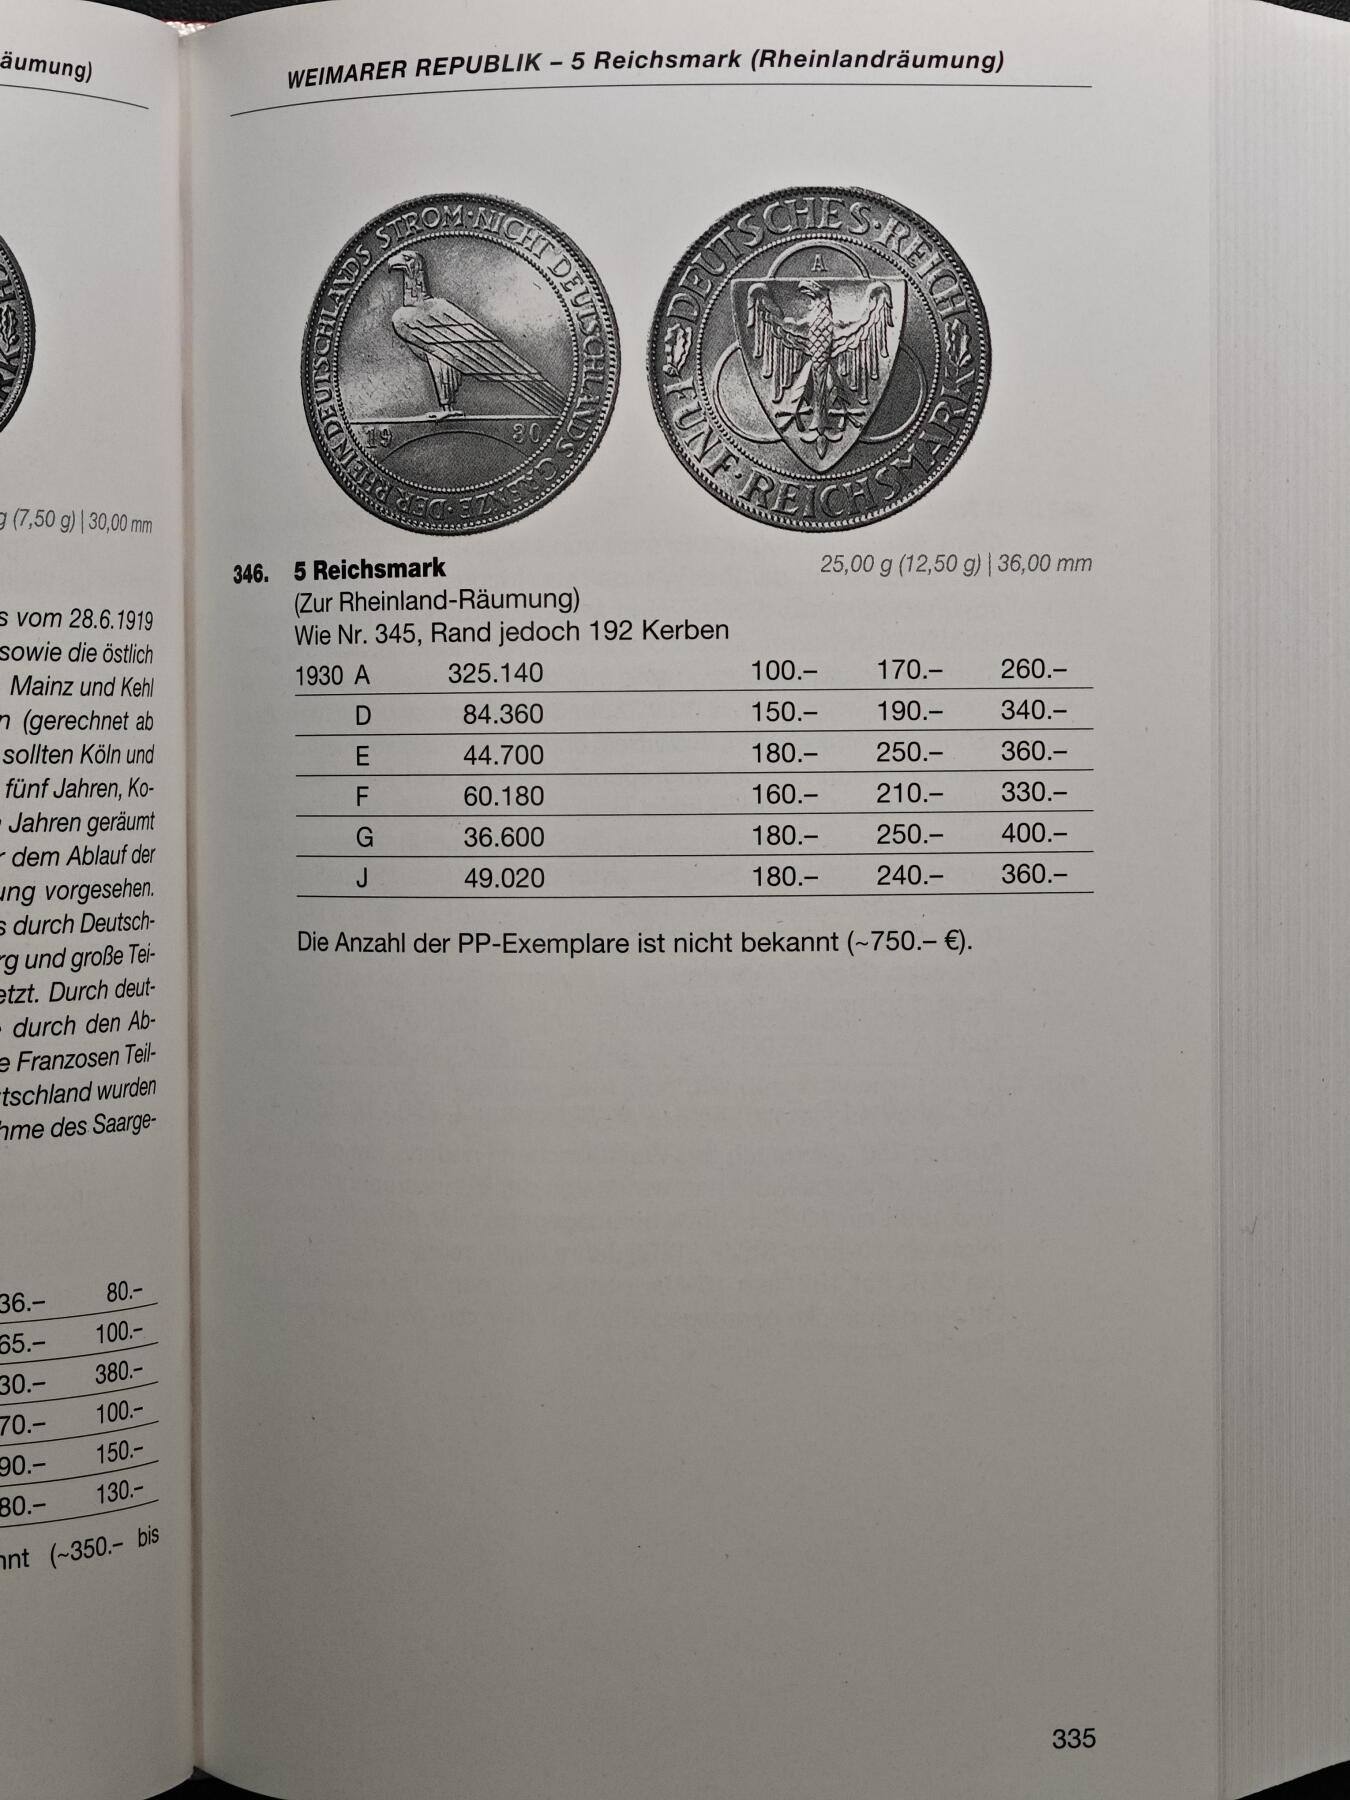 äumung)
g (7,50 g) | 30,00 mm
s vom 28.6.1919
sowie die östlich
Mainz und Kehl
n (gerechnet ab
sollten Köln und
fünf Jahren, Ko-
Jahren geräumt
r dem Ablauf der
ung vorgesehen.
s durch Deutsch-
rg und große Tei-
etzt. Durch deut-
durch den Ab-
e Franzosen Teil-
tschland wurden
hme des Saarge-
36.– 80.–
65.– 100.–
30.– 380.–
70.– 100.–
90.– 150.–
80.– 130.–
nnt (~350.– bis
WEIMARER REPUBLIK – 5 Reichsmark (Rheinlandräumung)
DER RHEIN DEUTSCHLANDS STROM·NICHT DEUTSCHLANDS GRENZE·
19 30
DEUTSCHES·REICH
A
FÜNF·REICHSMARK
346. 5 Reichsmark 25,00 g (12,50 g) | 36,00 mm
(Zur Rheinland-Räumung)
Wie Nr. 345, Rand jedoch 192 Kerben
1930 A 325.140 100.– 170.– 260.–
D 84.360 150.– 190.– 340.–
E 44.700 180.– 250.– 360.–
F 60.180 160.– 210.– 330.–
G 36.600 180.– 250.– 400.–
J 49.020 180.– 240.– 360.–
Die Anzahl der PP-Exemplare ist nicht bekannt (~750.– €).
335